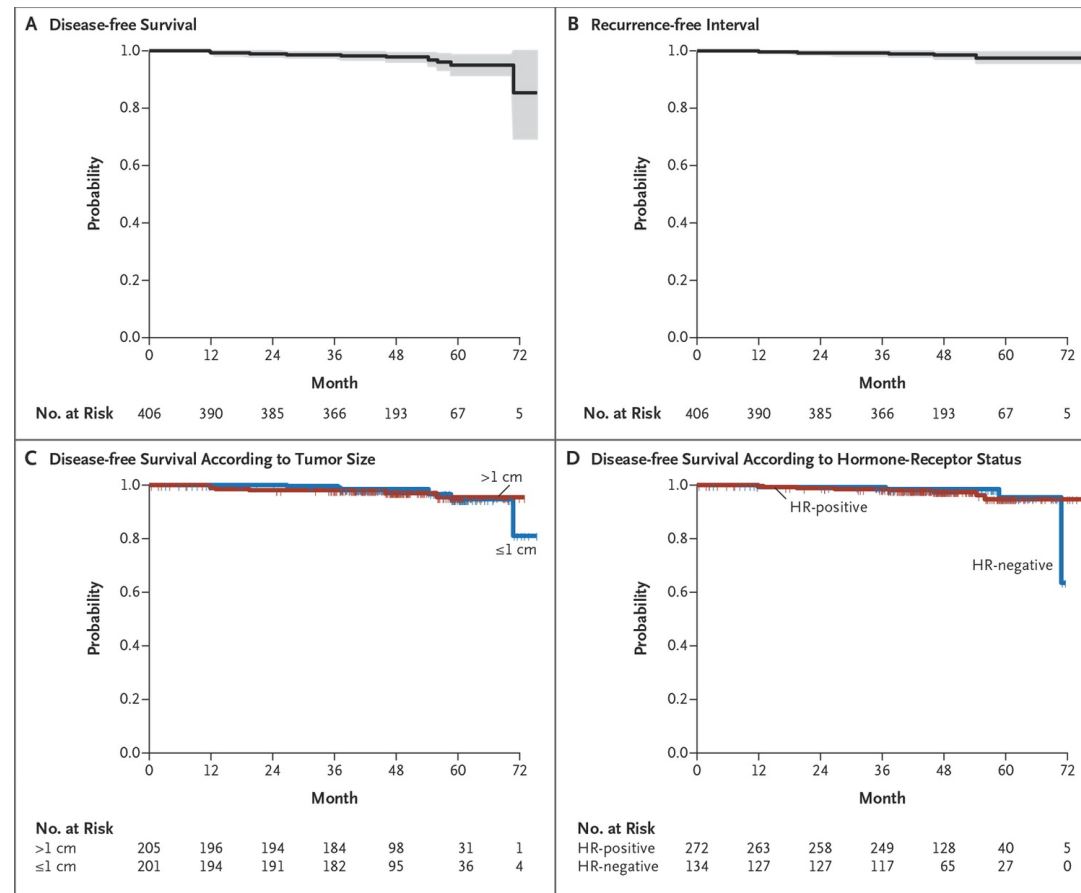 A Disease-free Survival
1.0
0.8
0.6
0.4
0.2
0.0
Probability
0 12 24 36 48 60 72
Month
No. at Risk 406 390 385 366 193 67 5
B Recurrence-free Interval
1.0
0.8
0.6
0.4
0.2
0.0
Probability
0 12 24 36 48 60 72
Month
No. at Risk 406 390 385 366 193 67 5
C Disease-free Survival According to Tumor Size
1.0
0.8
0.6
0.4
0.2
0.0
Probability
>1 cm
≤1 cm
0 12 24 36 48 60 72
Month
No. at Risk
>1 cm 205 196 194 184 98 31 1
≤1 cm 201 194 191 182 95 36 4
D Disease-free Survival According to Hormone-Receptor Status
1.0
0.8
0.6
0.4
0.2
0.0
Probability
HR-positive
HR-negative
0 12 24 36 48 60 72
Month
No. at Risk
HR-positive 272 263 258 249 128 40 5
HR-negative 134 127 127 117 65 27 0